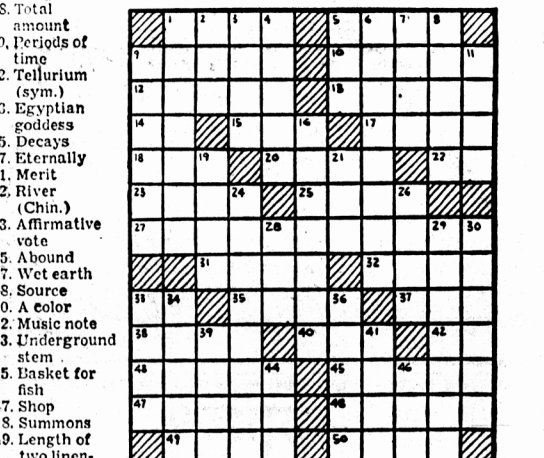 8. Total
amount
0. Periods of
time
2. Tellurium
(sym.)
3. Egyptian
goddess
5. Decays
7. Eternally
1. Merit
2. River
(Chin.)
3. Affirmative
vote
5. Abound
7. Wet earth
8. Source
0. A color
2. Music note
3. Underground
stem
5. Basket for
fish
7. Shop
8. Summons
9. Length of
two linen-
1 2 3 4 5 6 7 8
9 10 11
12 13
14 15 16 17
18 19 20 21 22
23 24 25 26
27 28 29 30
31 32
33 34 35 36 37
38 39 40 41 42
43 44 45 46
47 48
49 50